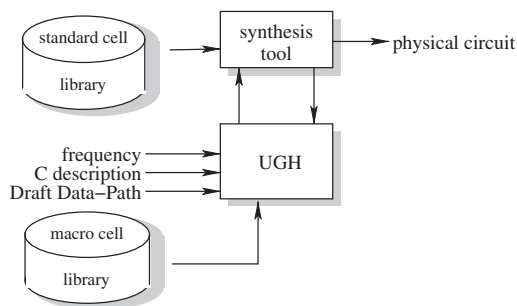 standard cell
library
synthesis
tool
physical circuit
frequency
C description
Draft Data−Path
UGH
macro cell
library